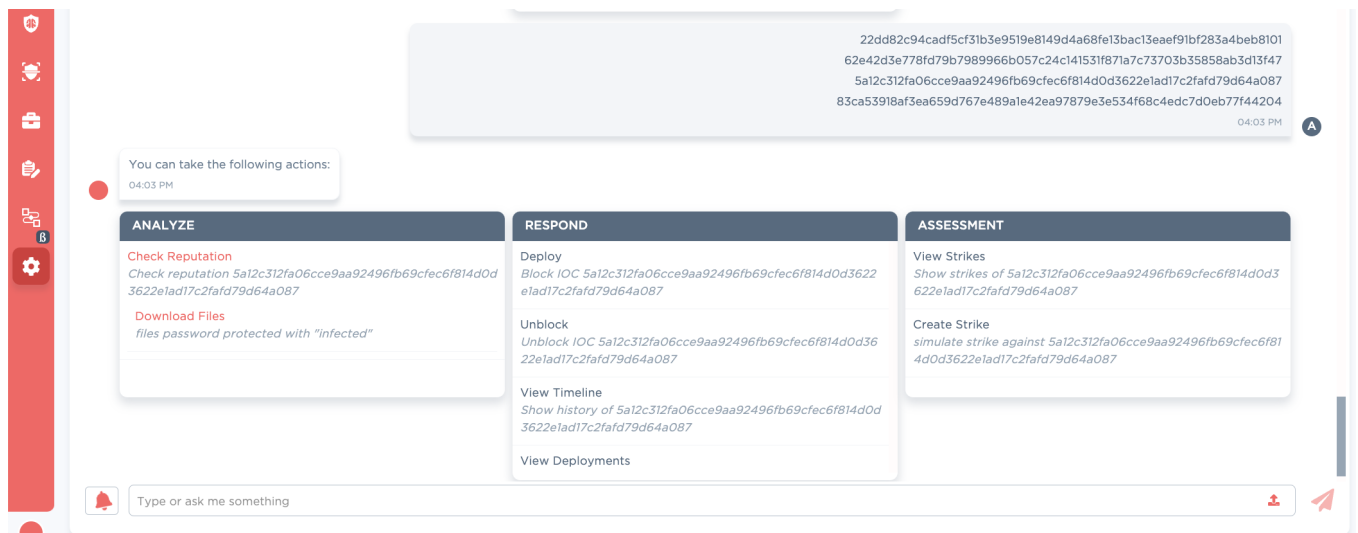 22dd82c94cadf5cf31b3e9519e8149d4a68fe13bac13eaef91bf283a4beb8101
62e42d3e778fd79b7989966b057c24c141531f871a7c73703b35858ab3d13f47
5a12c312fa06cce9aa92496fb69cfec6f814d0d3622e1ad17c2fafd79d64a087
83ca53918af3ea659d767e489a1e42ea97879e3e534f68c4edc7d0eb77f44204
04:03 PM
A
You can take the following actions:
04:03 PM
β
ANALYZE
Check Reputation
Check reputation 5a12c312fa06cce9aa92496fb69cfec6f814d0d
3622e1ad17c2fafd79d64a087
Download Files
files password protected with "infected"
RESPOND
Deploy
Block IOC 5a12c312fa06cce9aa92496fb69cfec6f814d0d3622
e1ad17c2fafd79d64a087
Unblock
Unblock IOC 5a12c312fa06cce9aa92496fb69cfec6f814d0d36
22e1ad17c2fafd79d64a087
View Timeline
Show history of 5a12c312fa06cce9aa92496fb69cfec6f814d0d
3622e1ad17c2fafd79d64a087
View Deployments
ASSESSMENT
View Strikes
Show strikes of 5a12c312fa06cce9aa92496fb69cfec6f814d0d3
622e1ad17c2fafd79d64a087
Create Strike
simulate strike against 5a12c312fa06cce9aa92496fb69cfec6f81
4d0d3622e1ad17c2fafd79d64a087
Type or ask me something